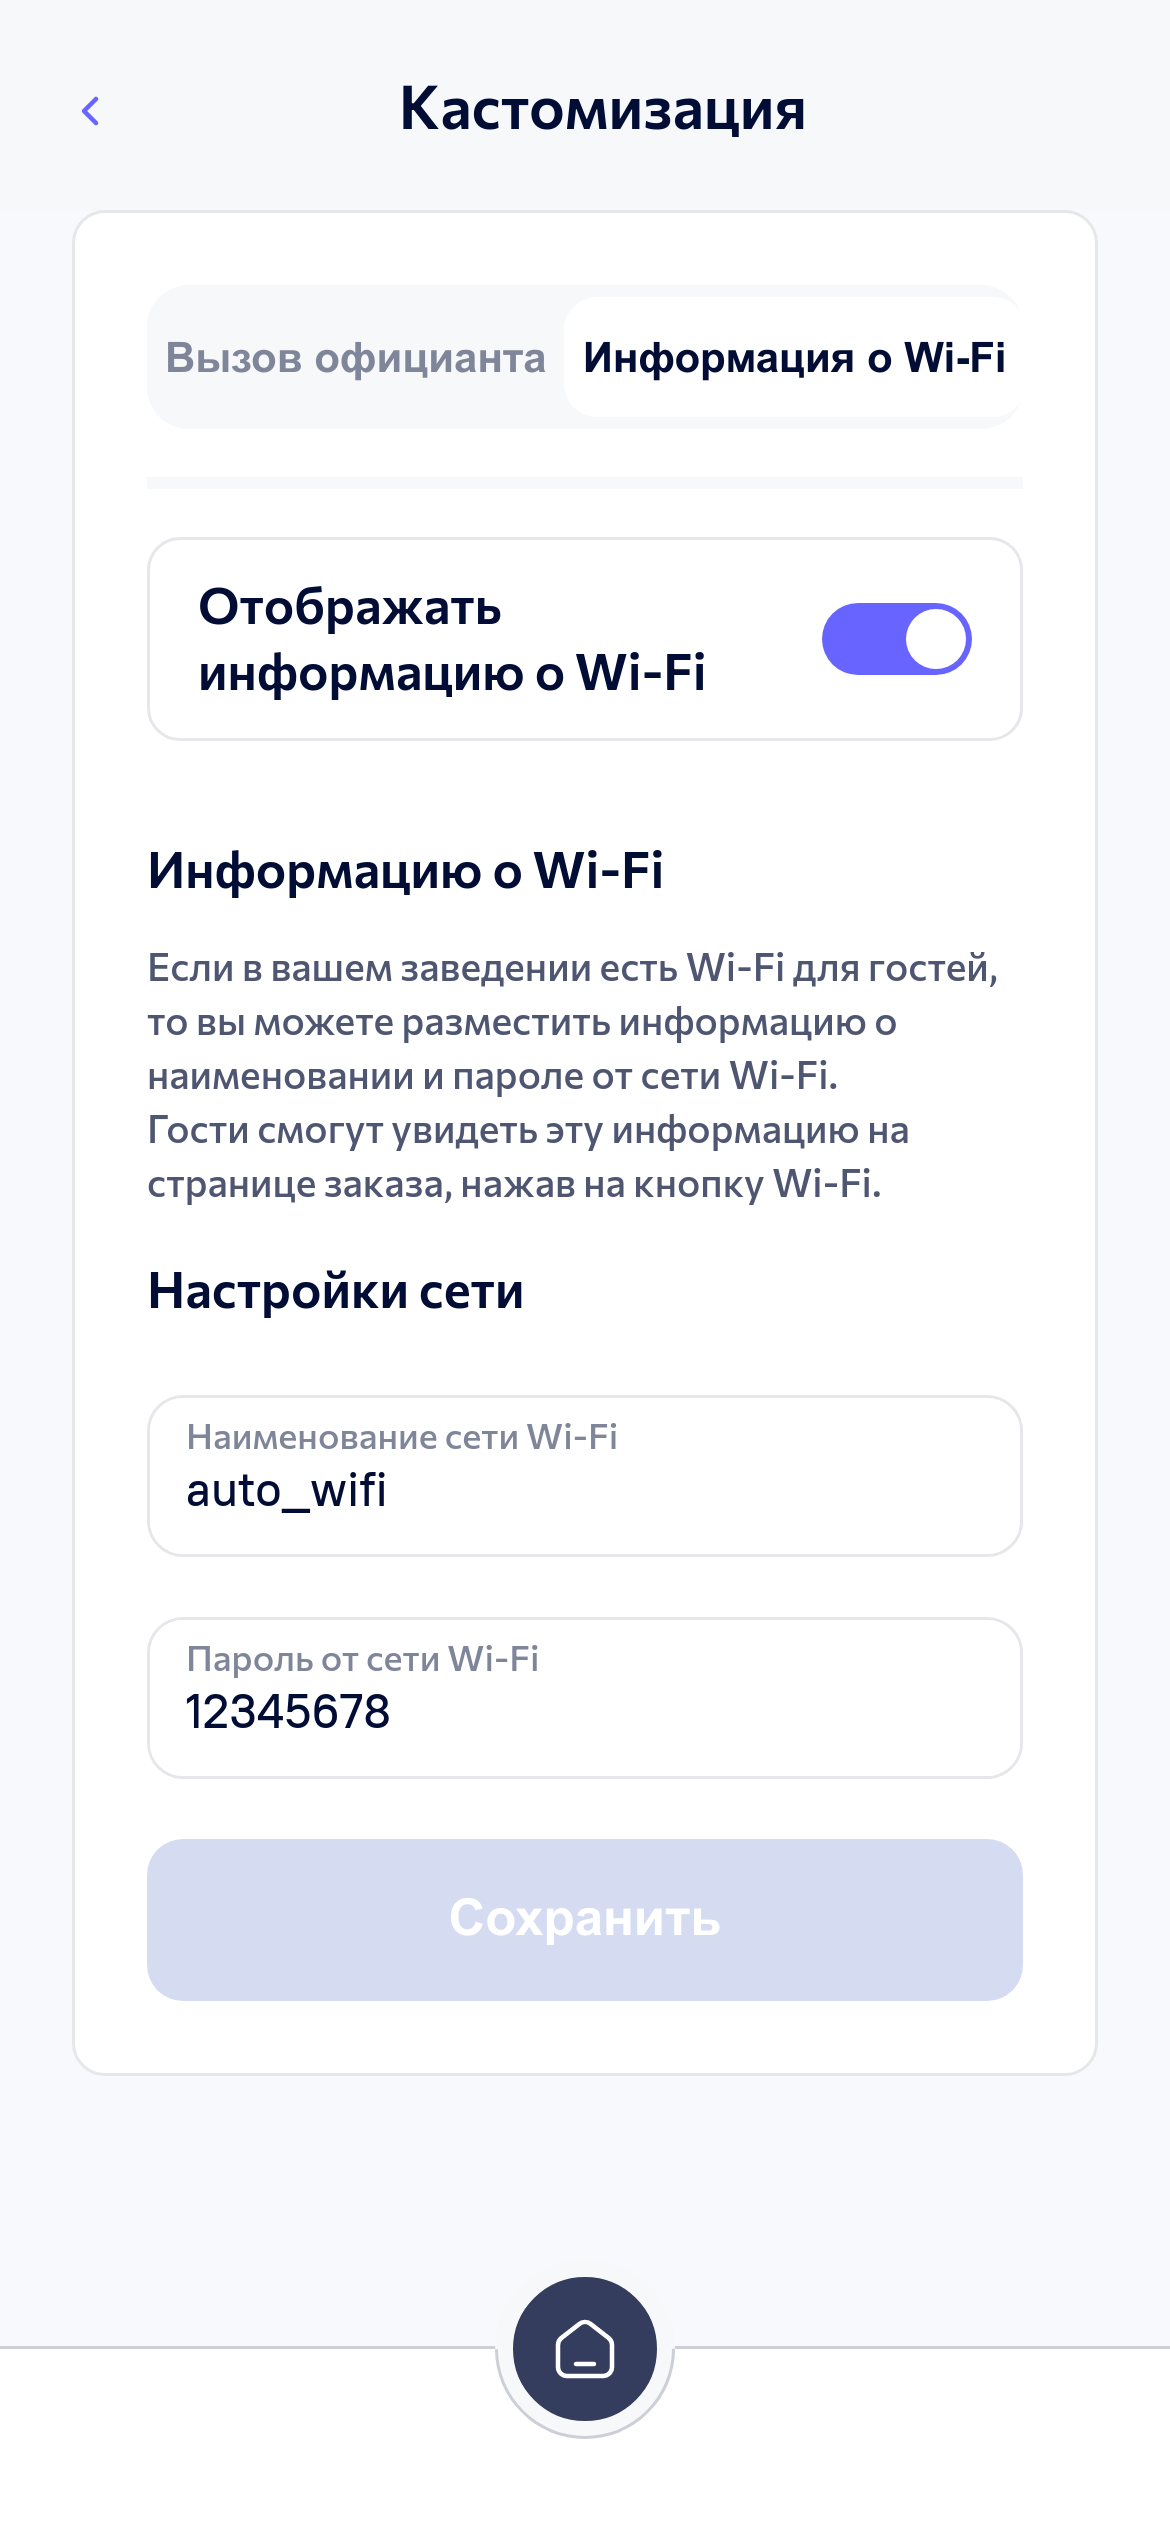 Кастомизация
Вызов официанта
Информация о Wi-Fi
Отображать
информацию о Wi-Fi
Информацию о Wi-Fi
Если в вашем заведении есть Wi-Fi для гостей,
то вы можете разместить информацию о
наименовании и пароле от сети Wi-Fi.
Гости смогут увидеть эту информацию на
странице заказа, нажав на кнопку Wi-Fi.
Настройки сети
Наименование сети Wi-Fi
auto_wifi
Пароль от сети Wi-Fi
12345678
Сохранить